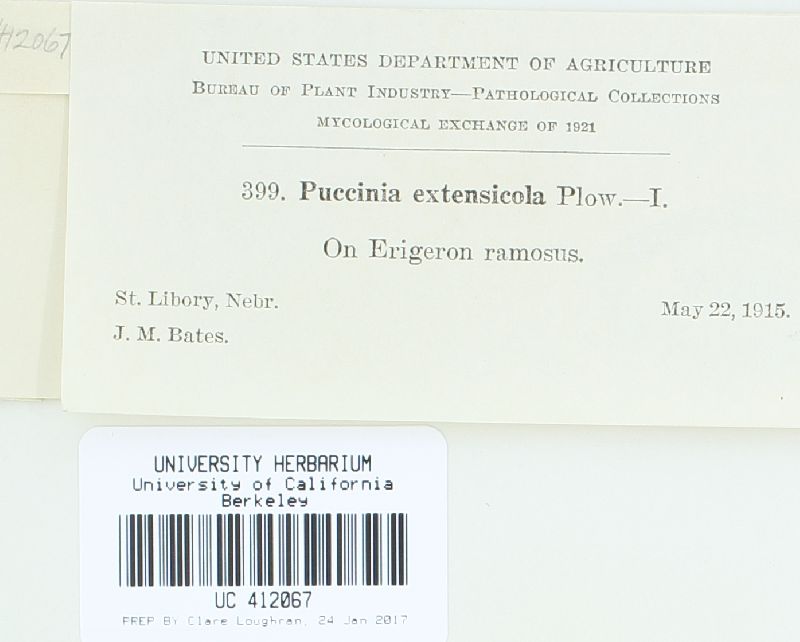 412067
UNITED STATES DEPARTMENT OF AGRICULTURE
BUREAU OF PLANT INDUSTRY—PATHOLOGICAL COLLECTIONS
MYCOLOGICAL EXCHANGE OF 1921
399. Puccinia extensicola Plow.—I.
On Erigeron ramosus.
St. Libory, Nebr.
May 22, 1915.
J. M. Bates.
UNIVERSITY HERBARIUM
University of California
Berkeley
UC 412067
PREP BY Clare Loughran, 24 Jan 2017